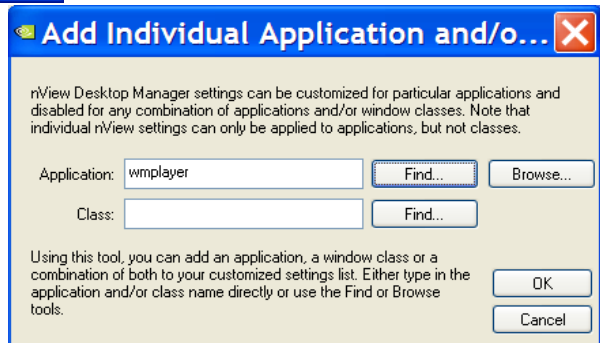 Add Individual Application and/o...
nView Desktop Manager settings can be customized for particular applications and
disabled for any combination of applications and/or window classes. Note that
individual nView settings can only be applied to applications, but not classes.
Application: wmplayer Find... Browse...
Class: Find...
Using this tool, you can add an application, a window class or a
combination of both to your customized settings list. Either type in the
application and/or class name directly or use the Find or Browse
tools.
OK
Cancel